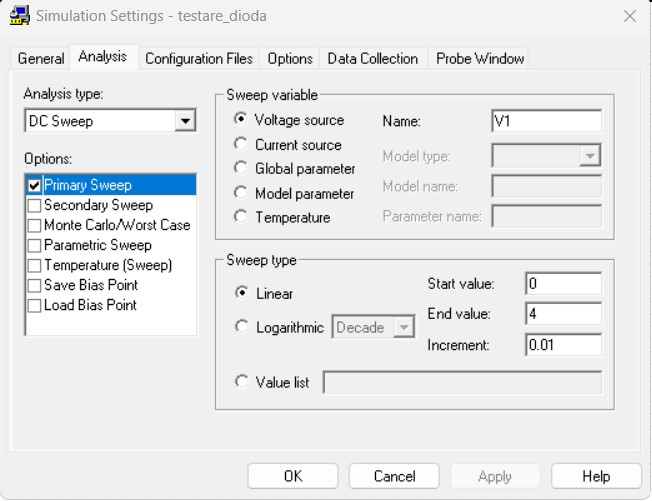 Simulation Settings - testare_dioda
General Analysis Configuration Files Options Data Collection Probe Window
Analysis type:
DC Sweep
Options:
Primary Sweep
Secondary Sweep
Monte Carlo/Worst Case
Parametric Sweep
Temperature (Sweep)
Save Bias Point
Load Bias Point
Sweep variable
Voltage source
Current source
Global parameter
Model parameter
Temperature
Name: V1
Model type:
Model name:
Parameter name:
Sweep type
Linear
Logarithmic Decade
Value list
Start value: 0
End value: 4
Increment: 0.01
OK Cancel Apply Help